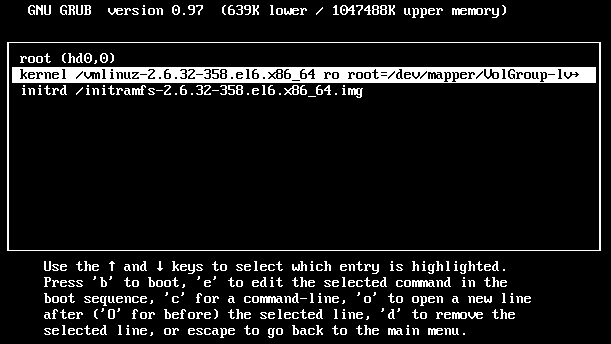 GNU GRUB  version 0.97  (639K lower / 1047488K upper memory)
root (hd0,0)
kernel /vmlinuz-2.6.32-358.el6.x86_64 ro root=/dev/mapper/VolGroup-lv→
initrd /initramfs-2.6.32-358.el6.x86_64.img
Use the ↑ and ↓ keys to select which entry is highlighted.
Press 'b' to boot, 'e' to edit the selected command in the
boot sequence, 'c' for a command-line, 'o' to open a new line
after ('O' for before) the selected line, 'd' to remove the
selected line, or escape to go back to the main menu.